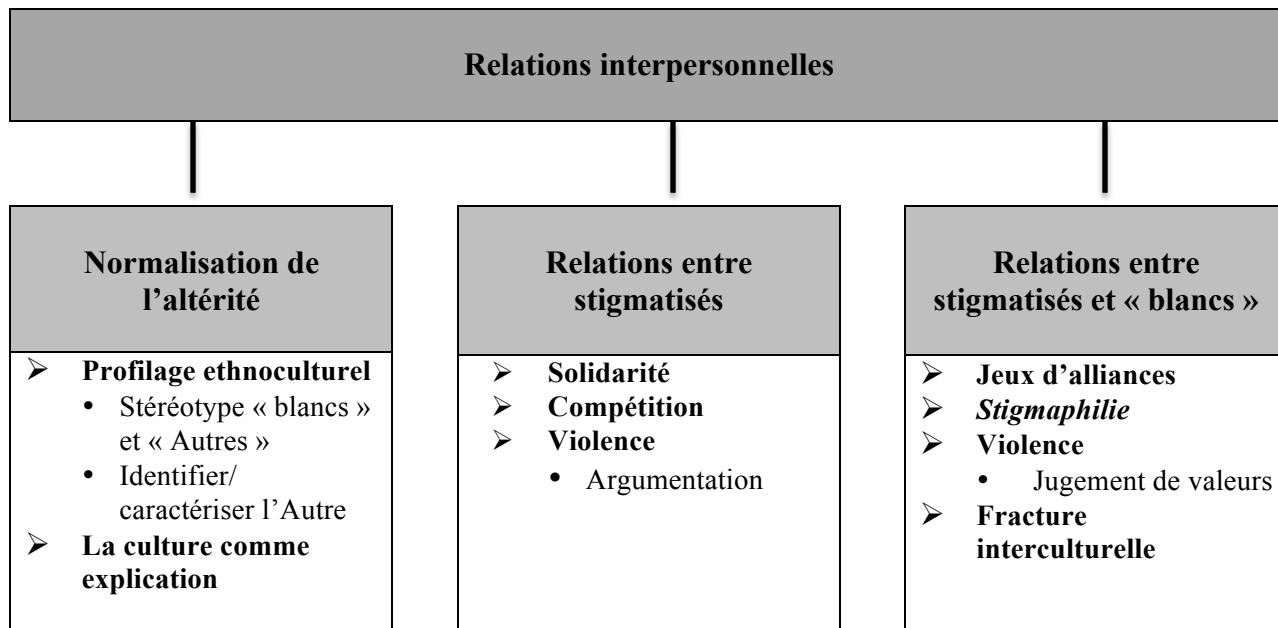 Relations interpersonnelles
Normalisation de
l’altérité
➢ Profilage ethnoculturel
• Stéréotype « blancs »
et « Autres »
• Identifier/
caractériser l’Autre
➢ La culture comme
explication
Relations entre
stigmatisés
➢ Solidarité
➢ Compétition
➢ Violence
• Argumentation
Relations entre
stigmatisés et « blancs »
➢ Jeux d’alliances
➢ Stigmaphilie
➢ Violence
• Jugement de valeurs
➢ Fracture
interculturelle